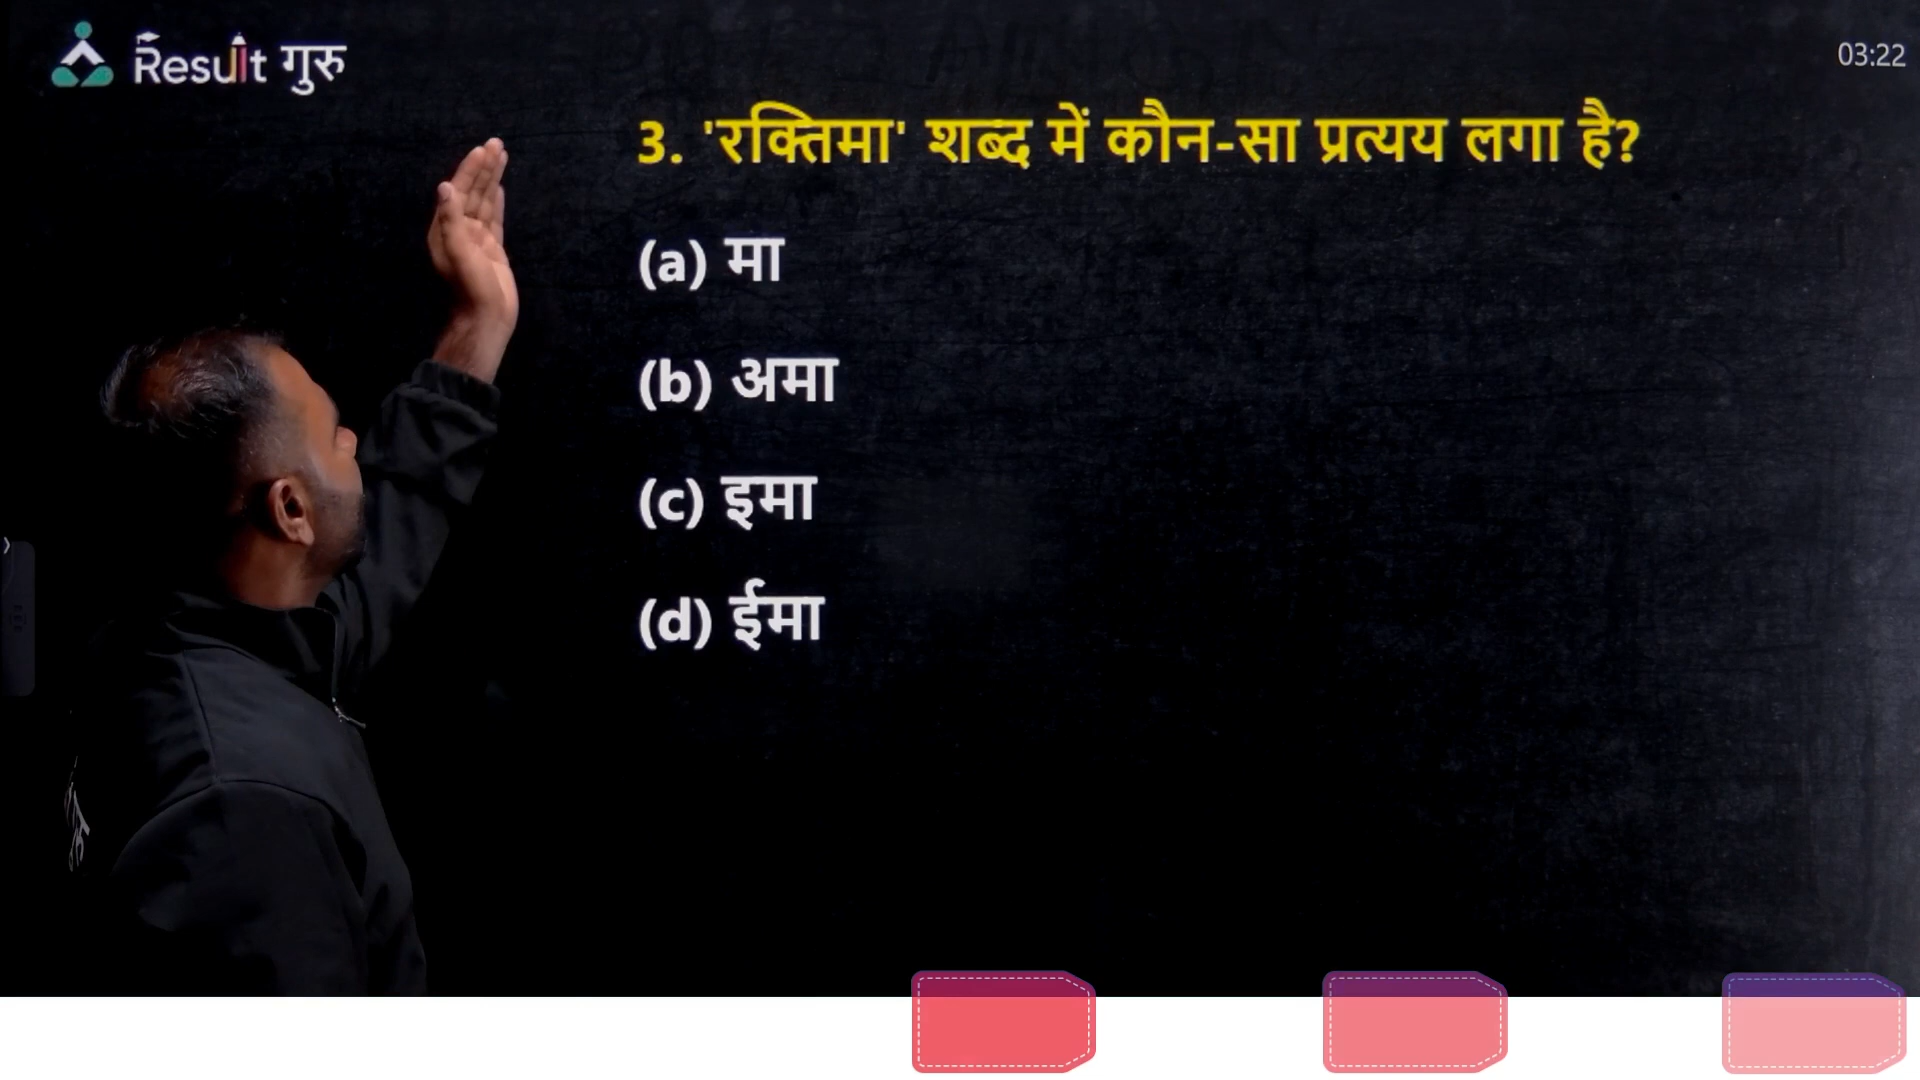 Result गुरु
03:22
3. 'रक्तिमा' शब्द में कौन-सा प्रत्यय लगा है?
(a) मा
(b) अमा
(c) इमा
(d) ईमा